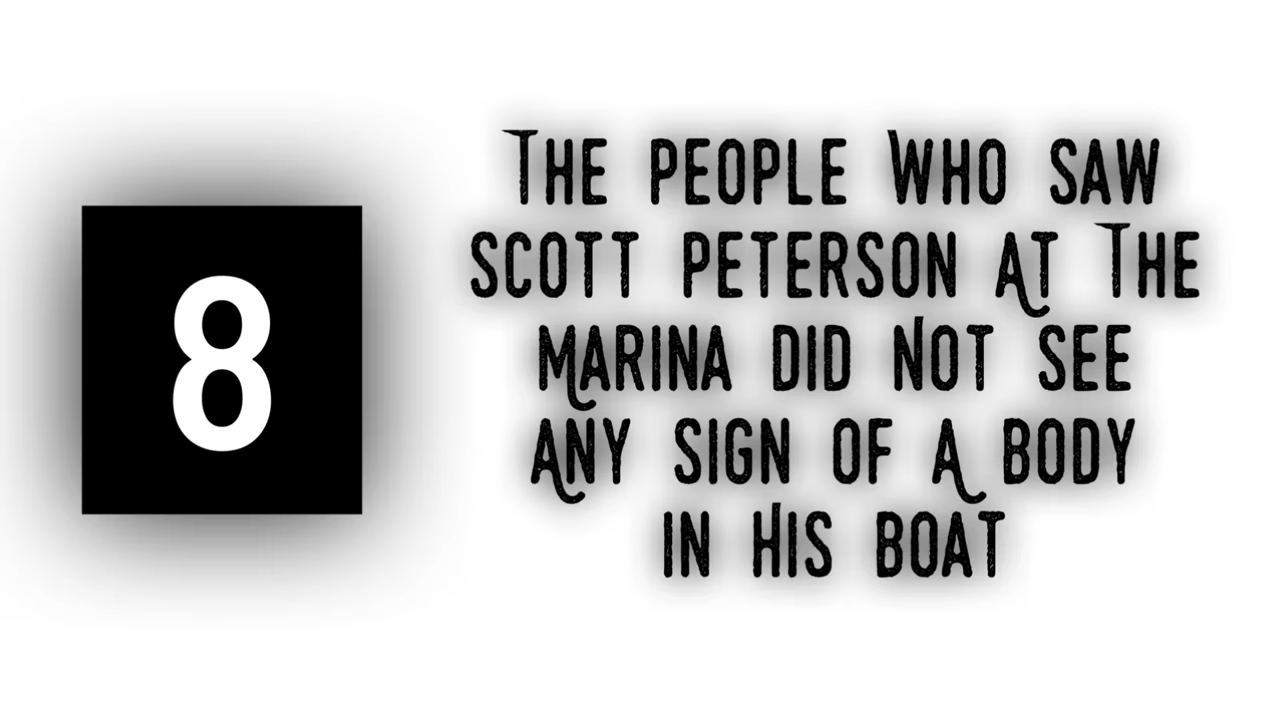 8
The people who saw
Scott Peterson at the
marina did not see
any sign of a body
in his boat